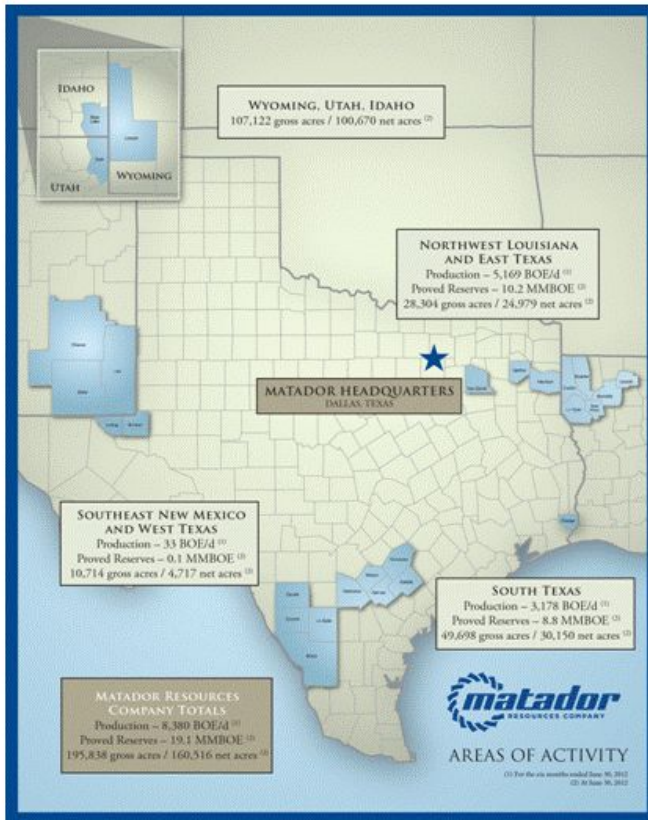 IDAHO
UTAH
WYOMING
WYOMING, UTAH, IDAHO
107,122 gross acres / 100,670 net acres (2)
NORTHWEST LOUISIANA
AND EAST TEXAS
Production – 5,169 BOE/d (1)
Proved Reserves – 10.2 MMBOE (2)
28,304 gross acres / 24,979 net acres (2)
MATADOR HEADQUARTERS
DALLAS, TEXAS
SOUTHEAST NEW MEXICO
AND WEST TEXAS
Production – 33 BOE/d (1)
Proved Reserves – 0.1 MMBOE (2)
10,714 gross acres / 4,717 net acres (2)
SOUTH TEXAS
Production – 3,178 BOE/d (1)
Proved Reserves – 8.8 MMBOE (2)
49,698 gross acres / 30,150 net acres (2)
MATADOR RESOURCES
COMPANY TOTALS
Production – 8,380 BOE/d (1)
Proved Reserves – 19.1 MMBOE (2)
195,838 gross acres / 160,516 net acres (2)
matador
RESOURCES COMPANY
AREAS OF ACTIVITY
(1) For the six months ended June 30, 2012
(2) At June 30, 2012